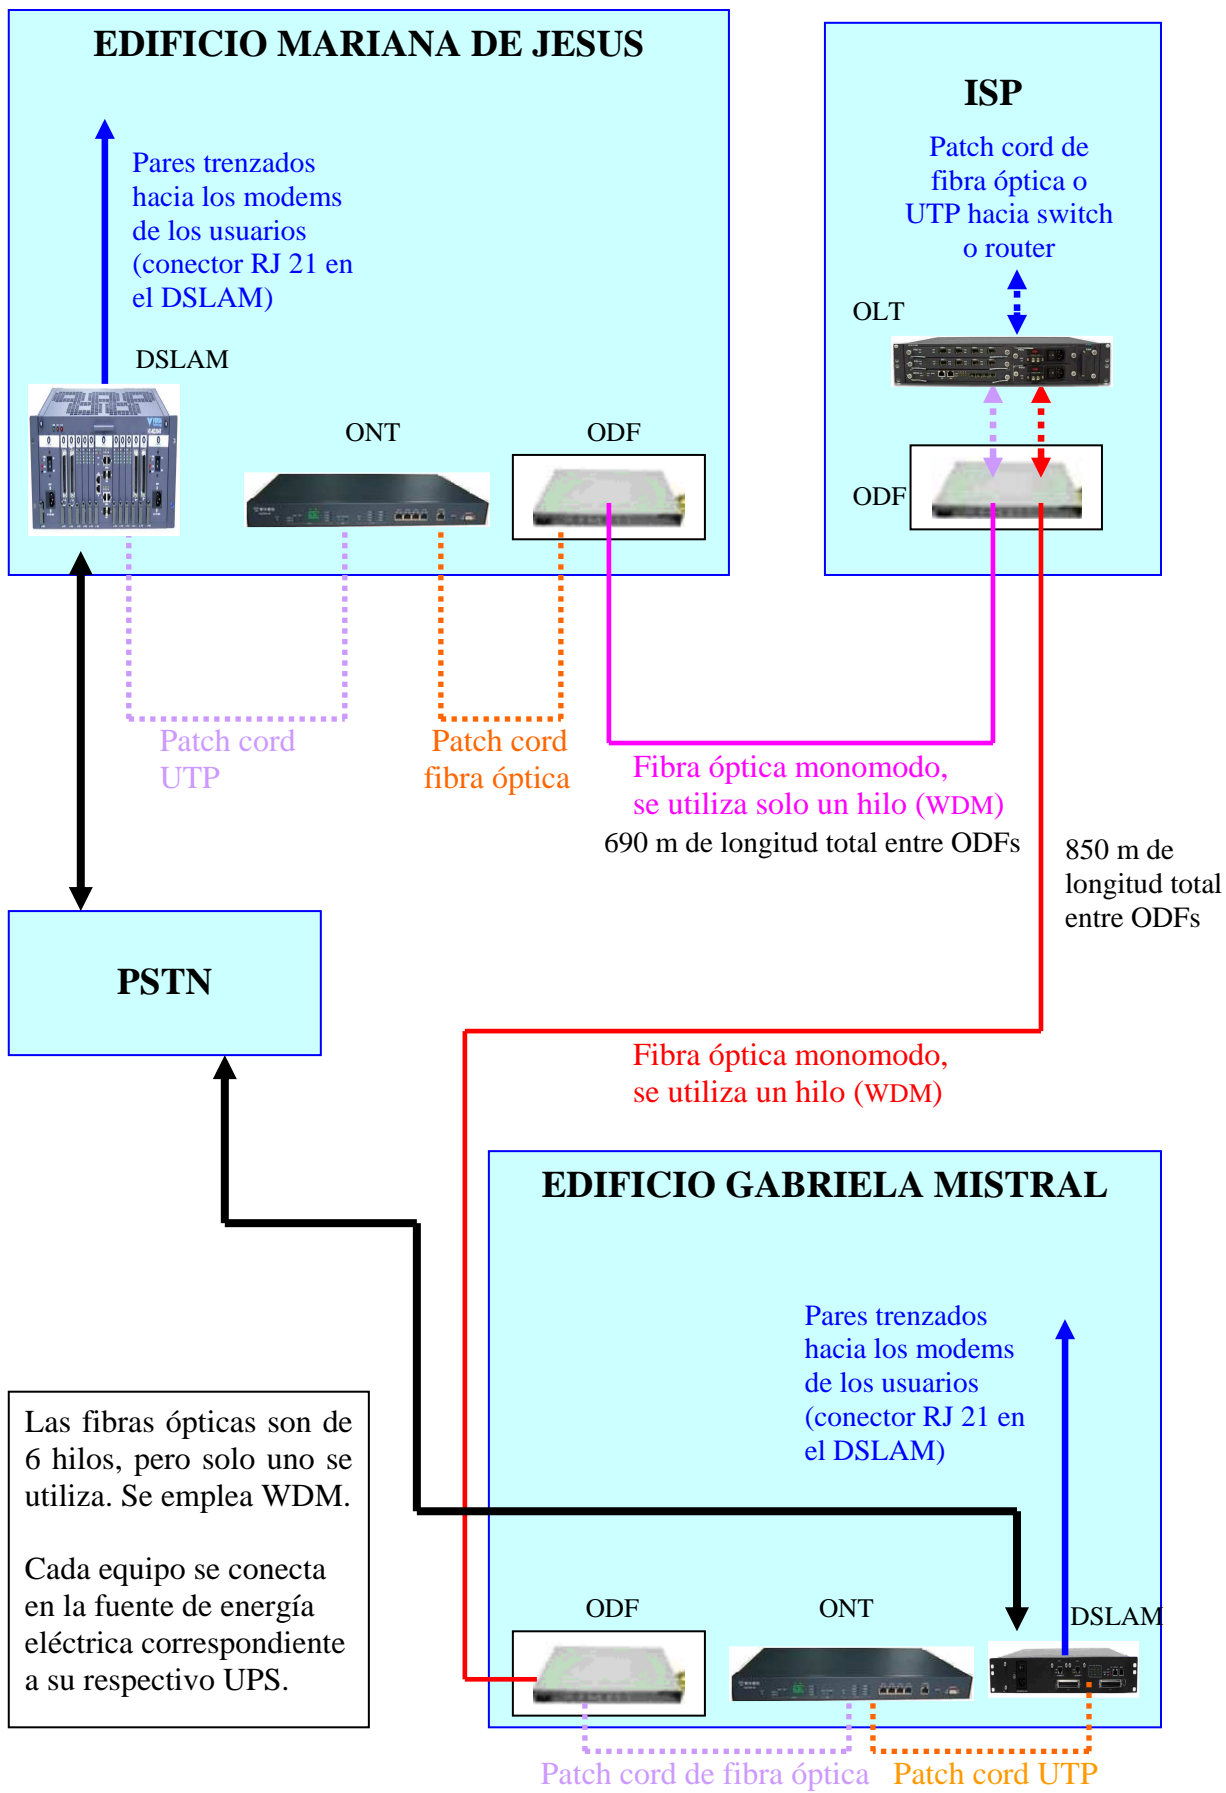 EDIFICIO MARIANA DE JESUS
Pares trenzados
hacia los modems
de los usuarios
(conector RJ 21 en
el DSLAM)
DSLAM
ONT
ODF
Patch cord
UTP
Patch cord
fibra óptica
ISP
Patch cord de
fibra óptica o
UTP hacia switch
o router
OLT
ODF
Fibra óptica monomodo,
se utiliza solo un hilo (WDM)
690 m de longitud total entre ODFs
850 m de
longitud total
entre ODFs
PSTN
Fibra óptica monomodo,
se utiliza un hilo (WDM)
EDIFICIO GABRIELA MISTRAL
Pares trenzados
hacia los modems
de los usuarios
(conector RJ 21 en
el DSLAM)
Las fibras ópticas son de
6 hilos, pero solo uno se
utiliza. Se emplea WDM.
Cada equipo se conecta
en la fuente de energía
eléctrica correspondiente
a su respectivo UPS.
ODF
ONT
DSLAM
Patch cord de fibra óptica
Patch cord UTP